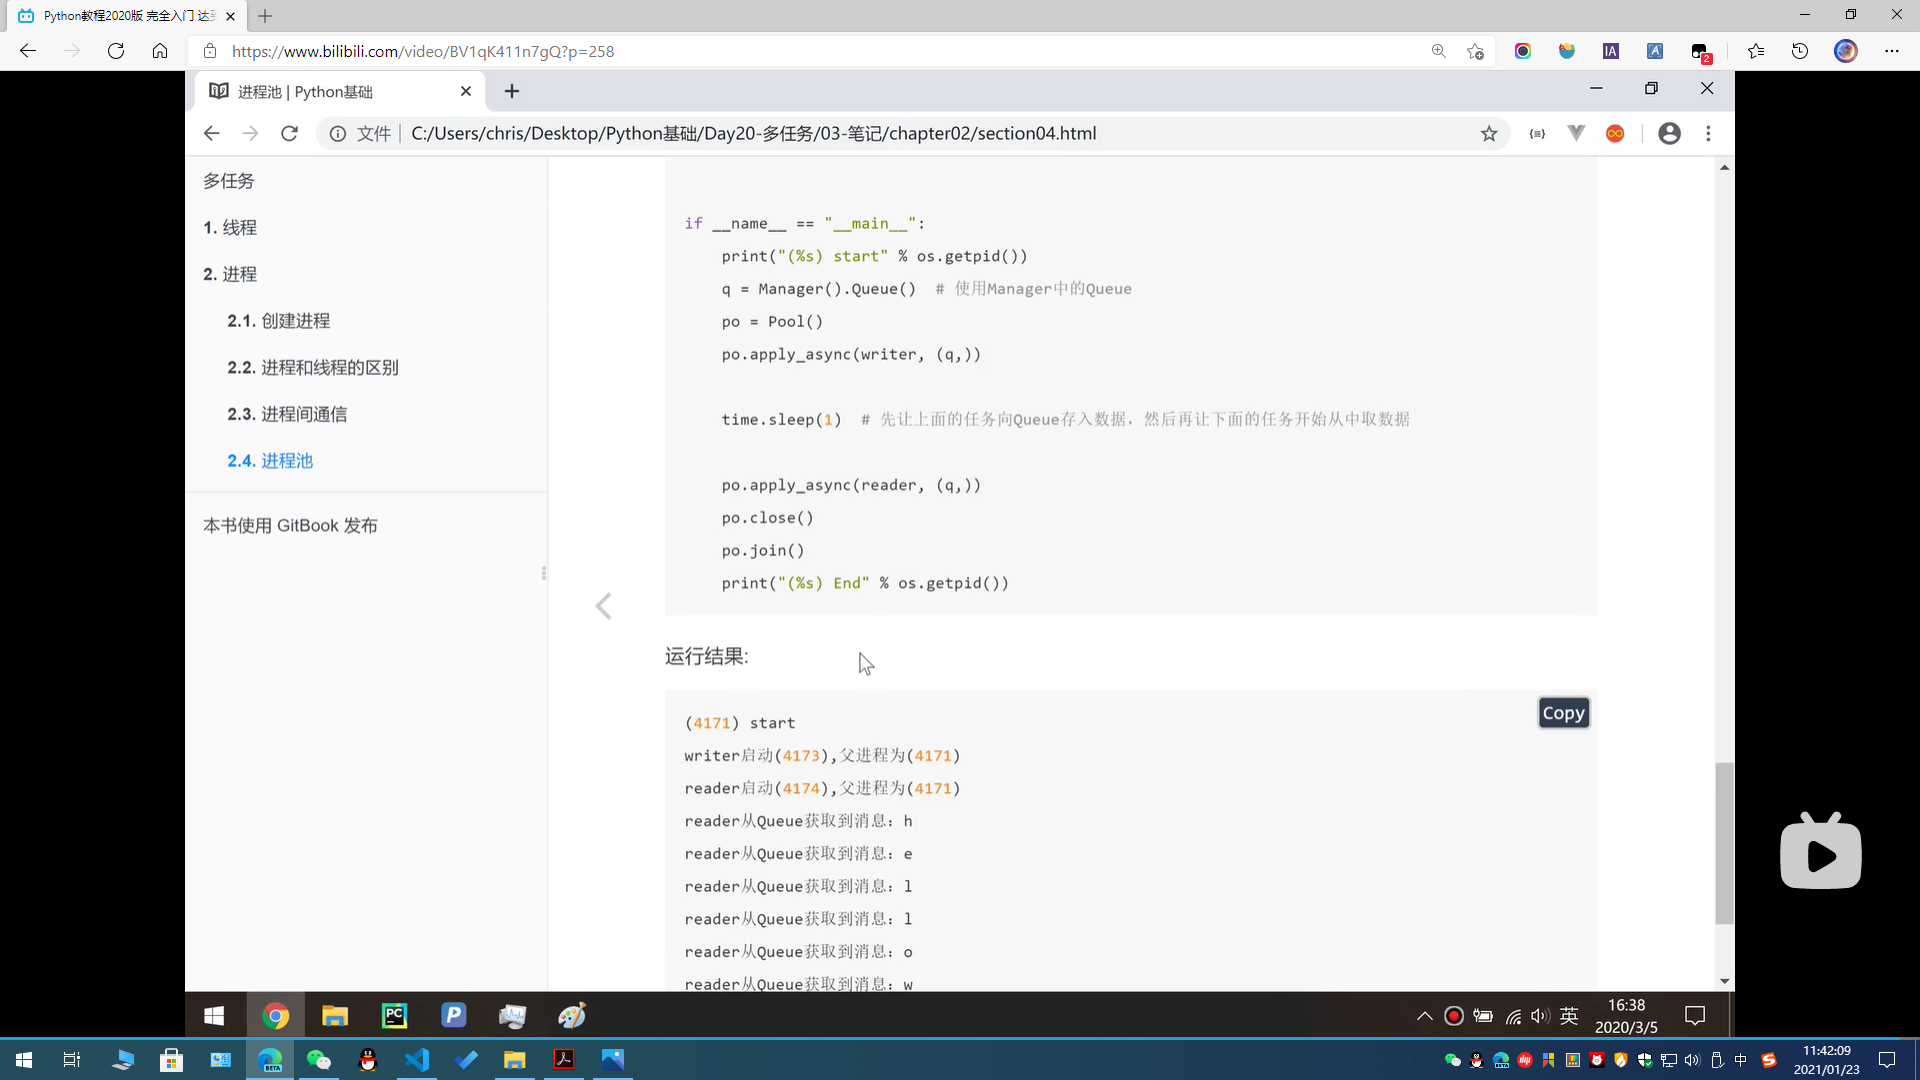 Python教程2020版 完全入门 达到
https://www.bilibili.com/video/BV1qK411n7gQ?p=258
2
进程池 | Python基础
文件 | C:/Users/chris/Desktop/Python基础/Day20-多任务/03-笔记/chapter02/section04.html
多任务
1. 线程
2. 进程
2.1. 创建进程
2.2. 进程和线程的区别
2.3. 进程间通信
2.4. 进程池
本书使用 GitBook 发布
if __name__ == "__main__":
print("(%s) start" % os.getpid())
q = Manager().Queue()  # 使用Manager中的Queue
po = Pool()
po.apply_async(writer, (q,))
time.sleep(1)  # 先让上面的任务向Queue存入数据，然后再让下面的任务开始从中取数据
po.apply_async(reader, (q,))
po.close()
po.join()
print("(%s) End" % os.getpid())
运行结果:
Copy
(4171) start
writer启动(4173),父进程为(4171)
reader启动(4174),父进程为(4171)
reader从Queue获取到消息：h
reader从Queue获取到消息：e
reader从Queue获取到消息：l
reader从Queue获取到消息：l
reader从Queue获取到消息：o
reader从Queue获取到消息：w
英
16:38
2020/3/5
中
11:42:09
2021/01/23